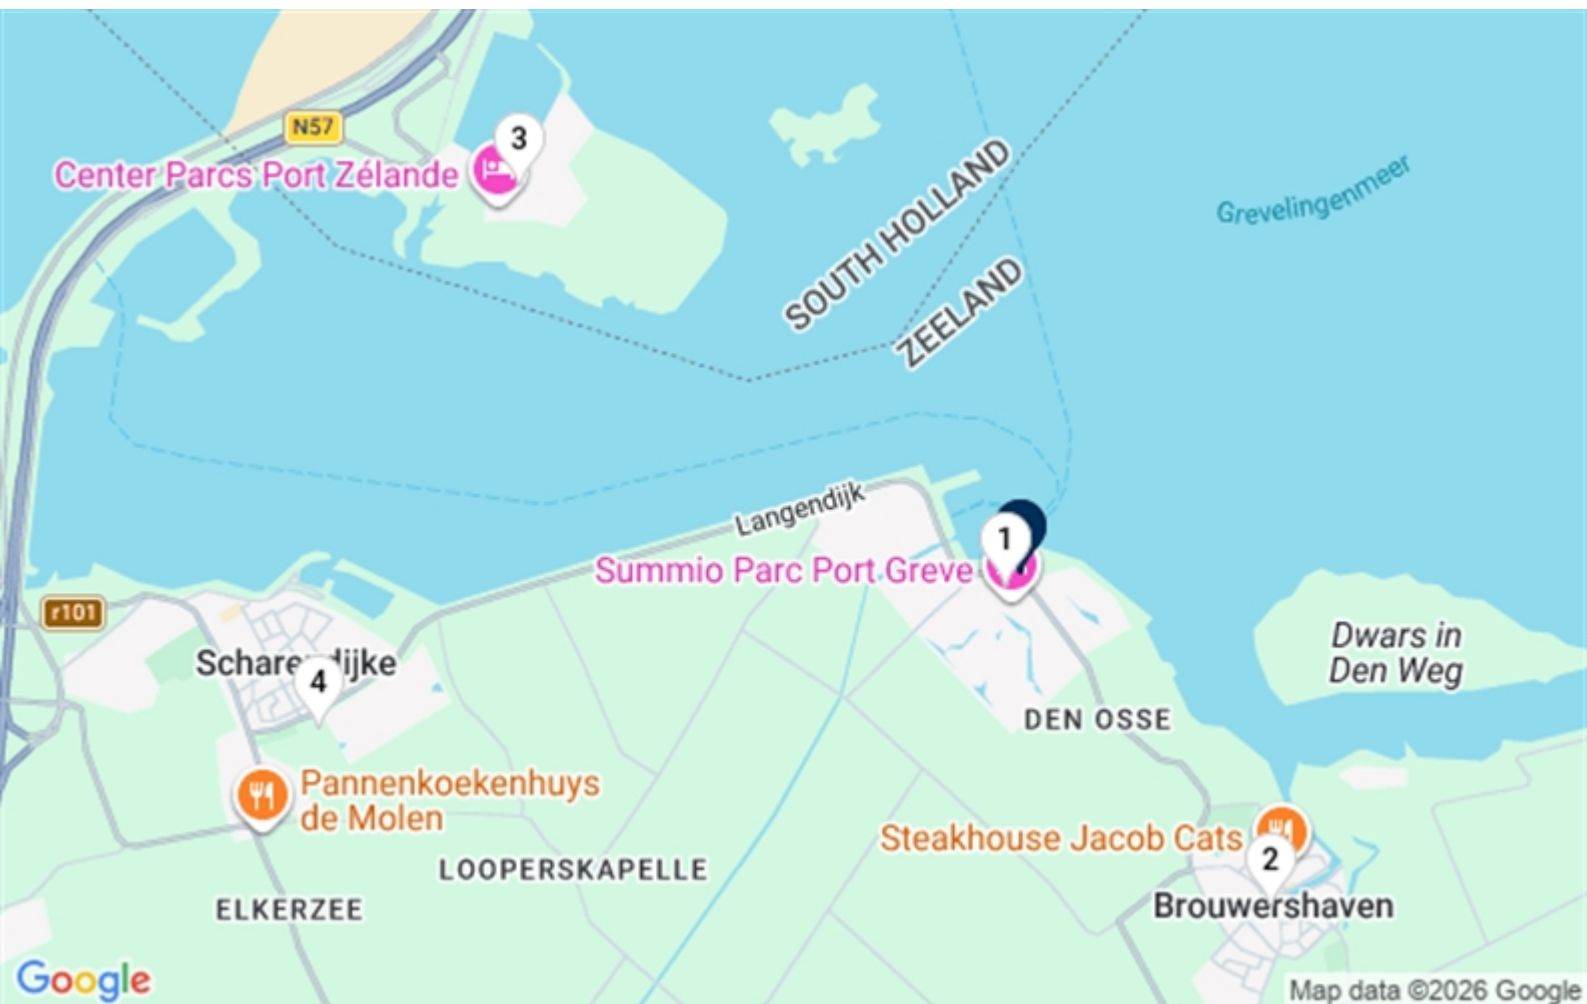 N57
3
Center Parcs Port Zélande
SOUTH HOLLAND
ZEELAND
Grevelingenmeer
Langendijk
1
Summio Parc Port Greve
r101
Scharendijke
4
Dwars in
Den Weg
DEN OSSE
Pannenkoekenhuys
de Molen
Steakhouse Jacob Cats
2
LOOPERSKAPELLE
Brouwershaven
ELKERZEE
Google
Map data ©2026 Google